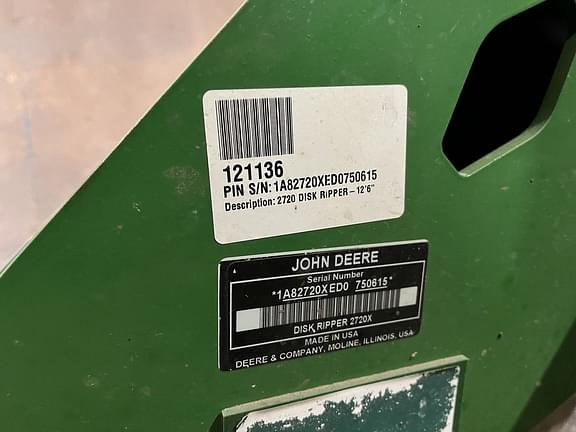 121136
PIN S/N: 1A82720XED0750615
Description: 2720 DISK RIPPER – 12'6"
JOHN DEERE
Serial Number
*1A82720XED0 750615*
DISK RIPPER 2720X
MADE IN USA
DEERE & COMPANY, MOLINE, ILLINOIS, USA